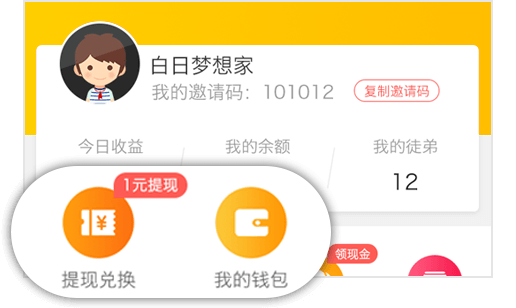 白日梦想家
我的邀请码：101012 复制邀请码
今日收益 我的余额 我的徒弟
12
1元提现
领现金
提现兑换 我的钱包